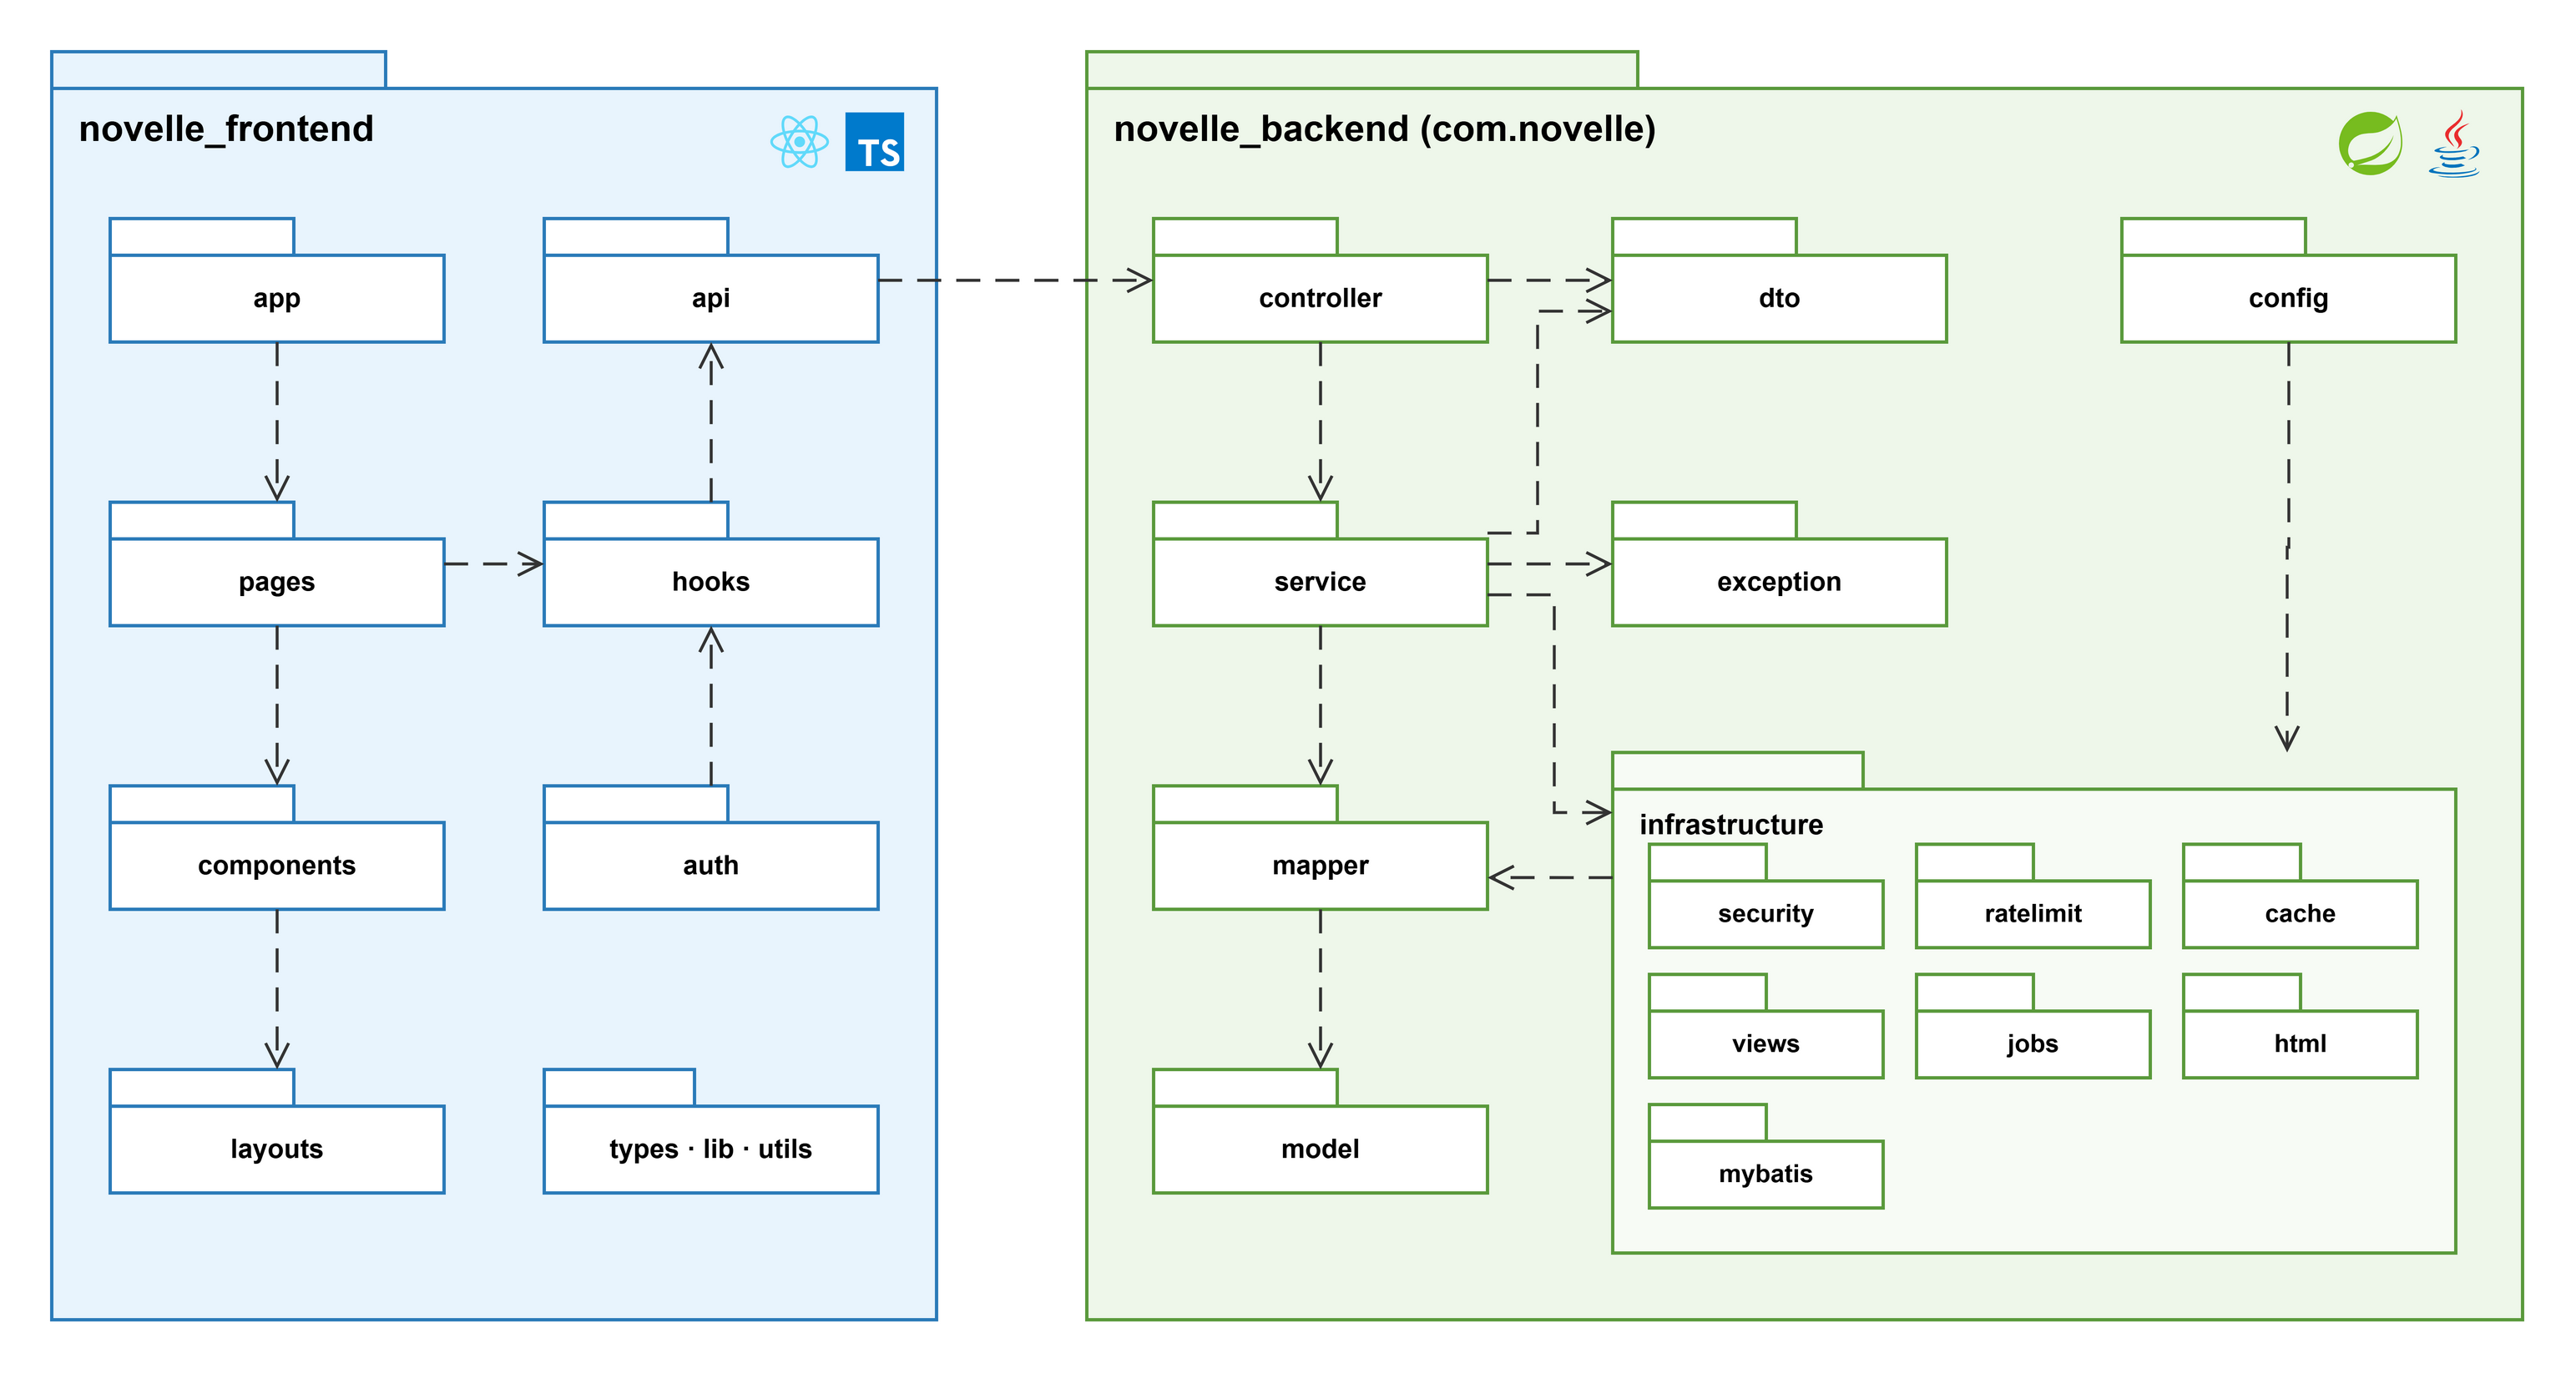 novelle_frontend
TS
app
api
pages
hooks
components
auth
layouts
types · lib · utils
novelle_backend (com.novelle)
controller
dto
config
service
exception
mapper
infrastructure
security
ratelimit
cache
views
jobs
html
mybatis
model